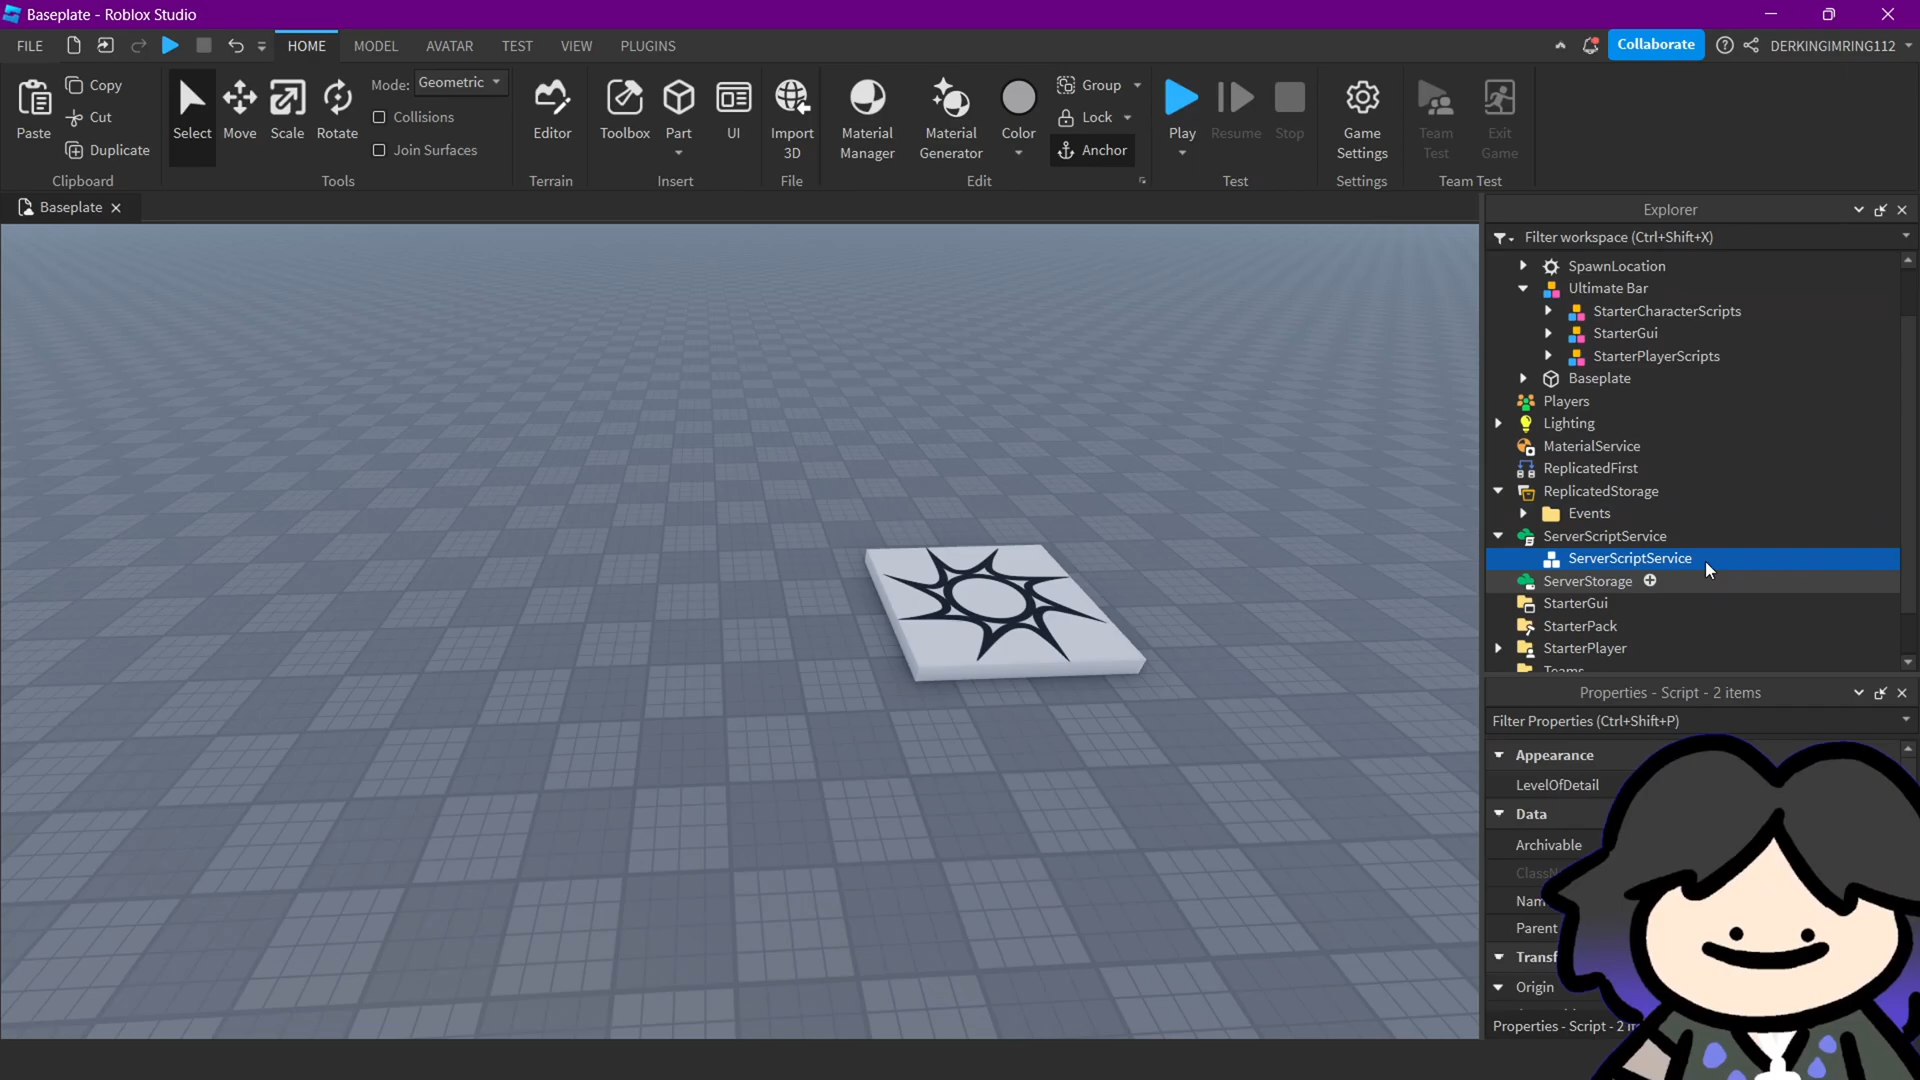 Baseplate - Roblox Studio
FILE HOME MODEL AVATAR TEST VIEW PLUGINS Collaborate DERKINGIMRING112
Paste Copy Cut Duplicate
Clipboard
Select Move Scale Rotate Mode: Geometric Collisions Join Surfaces
Tools
Editor
Terrain
Toolbox Part UI
Insert
Import 3D
File
Material Manager Material Generator Color Group Lock Anchor
Edit
Play Resume Stop
Test
Game Settings
Settings
Team Test Exit Game
Team Test
Baseplate
Explorer
Filter workspace (Ctrl+Shift+X)
SpawnLocation
Ultimate Bar
StarterCharacterScripts
StarterGui
StarterPlayerScripts
Baseplate
Players
Lighting
MaterialService
ReplicatedFirst
ReplicatedStorage
Events
ServerScriptService
ServerScriptService
ServerStorage
StarterGui
StarterPack
StarterPlayer
Teams
Properties - Script - 2 items
Filter Properties (Ctrl+Shift+P)
Appearance
LevelOfDetail
Data
Archivable
Parent
Origin
Properties - Script - 2